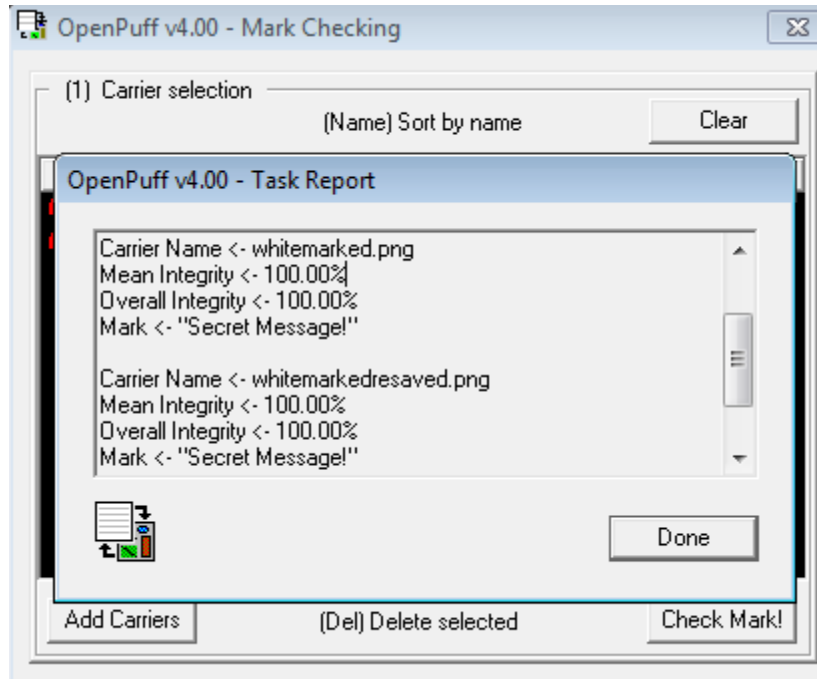 OpenPuff v4.00 - Mark Checking
(1) Carrier selection
(Name) Sort by name
Clear
OpenPuff v4.00 - Task Report
Carrier Name <- whitemarked.png
Mean Integrity <- 100.00%
Overall Integrity <- 100.00%
Mark <- "Secret Message!"
Carrier Name <- whitemarkedresaved.png
Mean Integrity <- 100.00%
Overall Integrity <- 100.00%
Mark <- "Secret Message!"
Done
Add Carriers
(Del) Delete selected
Check Mark!